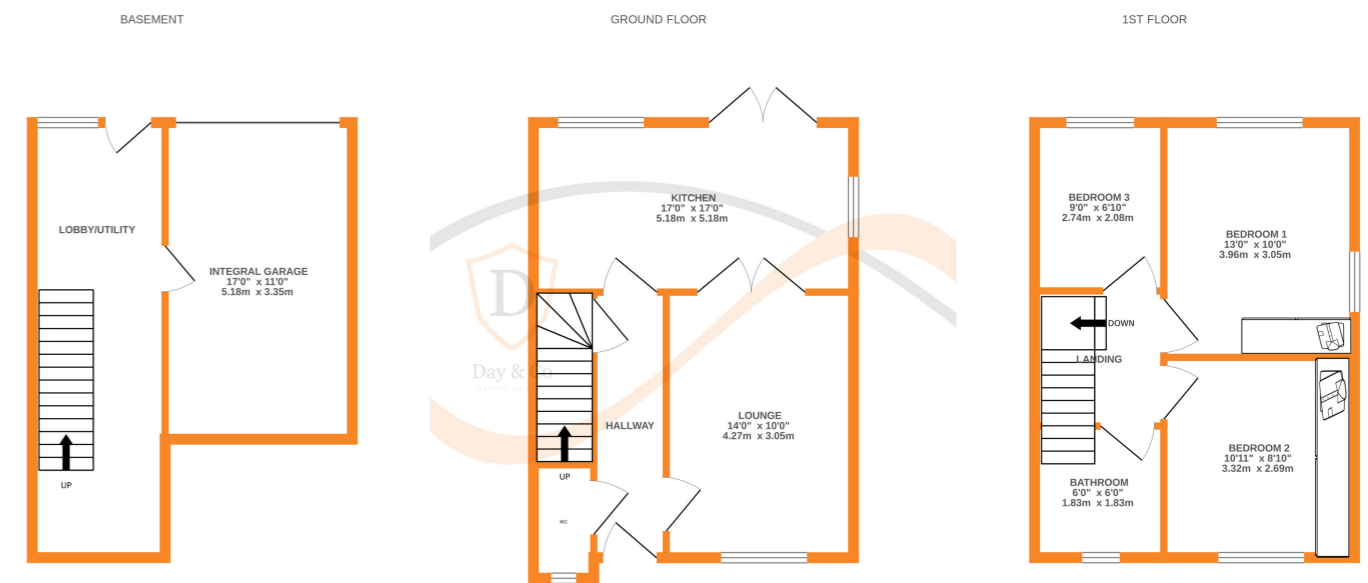 BASEMENT
GROUND FLOOR
1ST FLOOR
LOBBY/UTILITY
INTEGRAL GARAGE
17'0" x 11'0"
5.18m x 3.35m
UP
KITCHEN
17'0" x 17'0"
5.18m x 5.18m
D
Day & Co
HALLWAY
LOUNGE
14'0" x 10'0"
4.27m x 3.05m
UP
WC
BEDROOM 3
9'0" x 6'10"
2.74m x 2.08m
BEDROOM 1
13'0" x 10'0"
3.96m x 3.05m
DOWN
LANDING
BEDROOM 2
10'11" x 8'10"
3.32m x 2.69m
BATHROOM
6'0" x 6'0"
1.83m x 1.83m